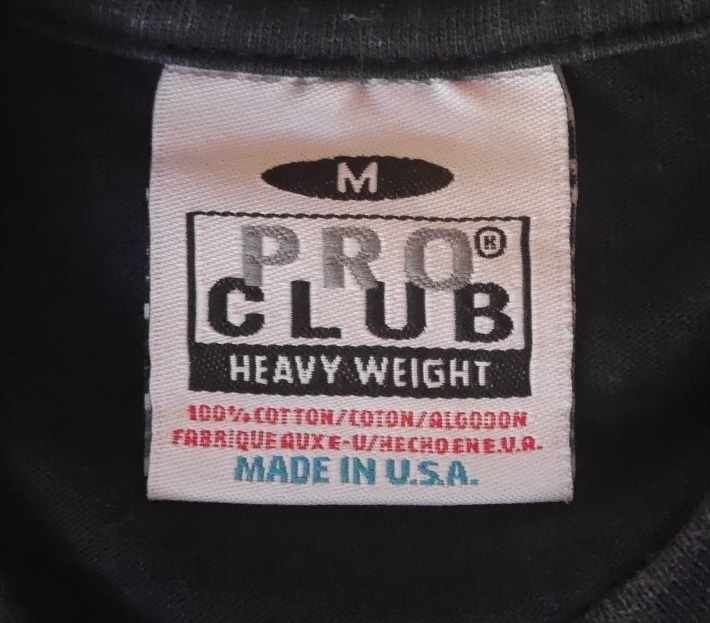 M
PRO®
CLUB
HEAVY WEIGHT
100% COTTON/COTON/ALGODON
FABRIQUE AUX E-U/HECHO EN E.U.A.
MADE IN U.S.A.